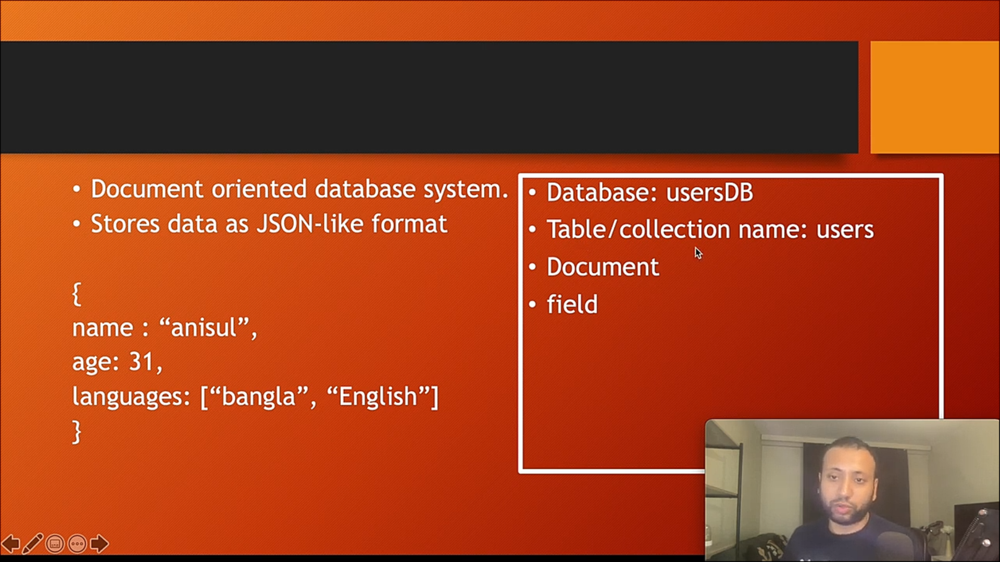 • Document oriented database system.
• Stores data as JSON-like format
{
name : “anisul”,
age: 31,
languages: [“bangla”, “English”]
}
• Database: usersDB
• Table/collection name: users
• Document
• field